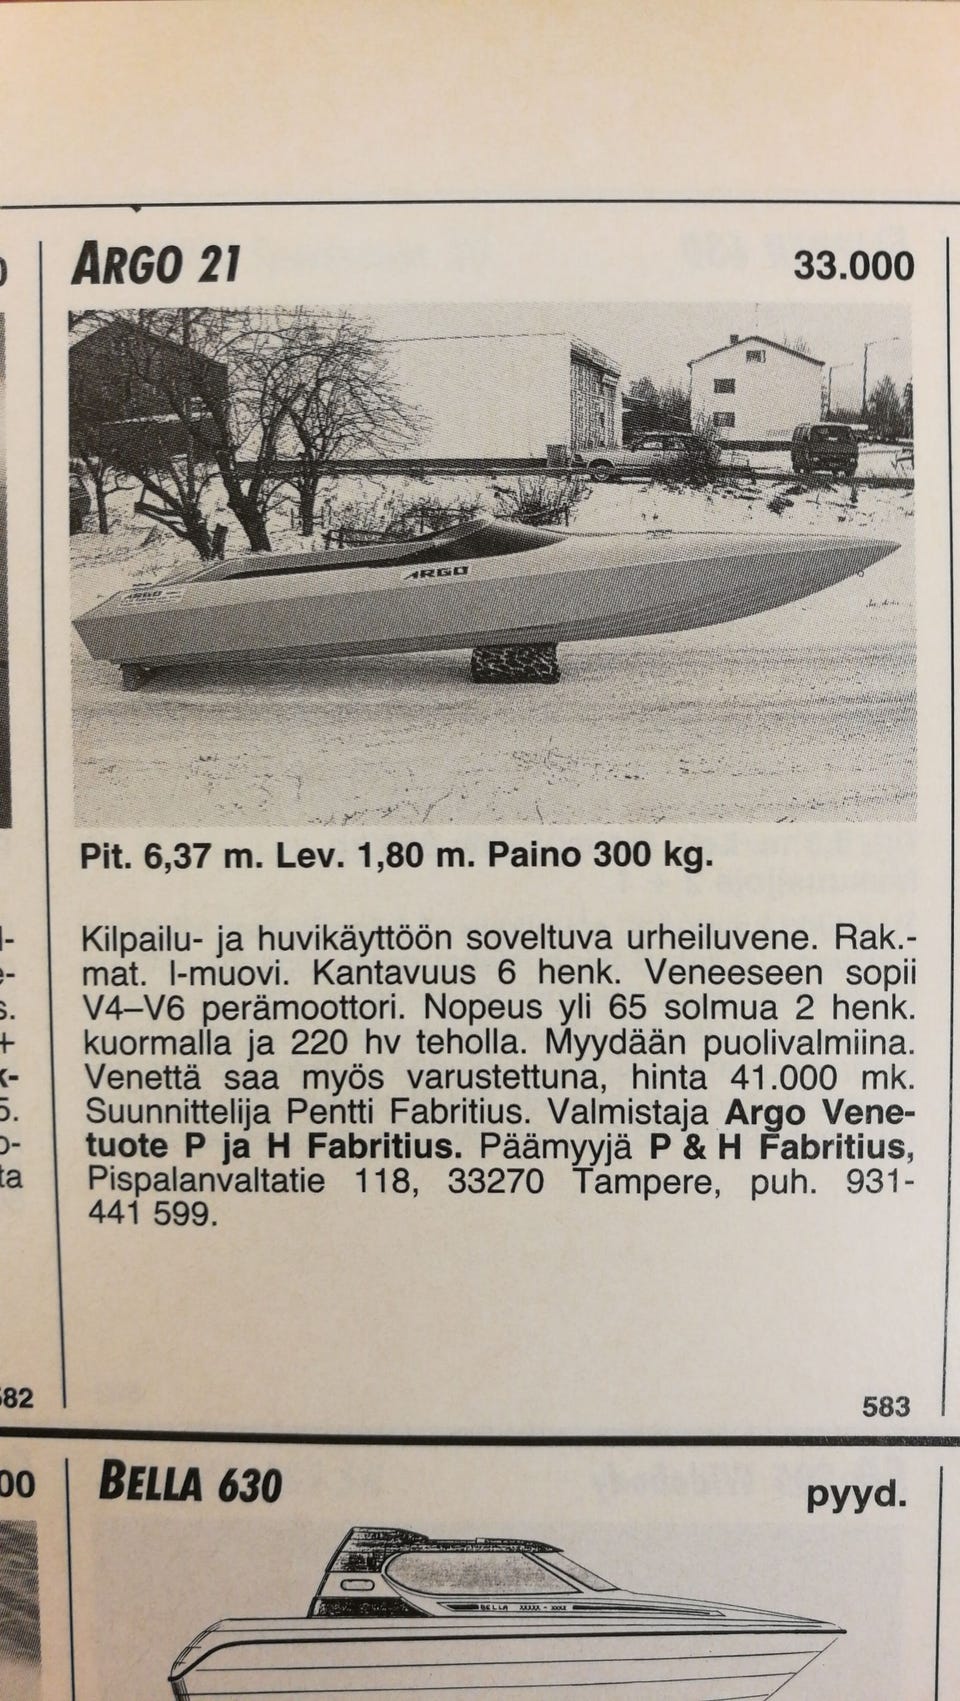 ARGO 21
33.000
ARGO
ARGO
Pit. 6,37 m. Lev. 1,80 m. Paino 300 kg.
Kilpailu- ja huvikäyttöön soveltuva urheiluvene. Rak.-
mat. l-muovi. Kantavuus 6 henk. Veneeseen sopii
V4–V6 perämoottori. Nopeus yli 65 solmua 2 henk.
kuormalla ja 220 hv teholla. Myydään puolivalmiina.
Venettä saa myös varustettuna, hinta 41.000 mk.
Suunnittelija Pentti Fabritius. Valmistaja Argo Vene-
tuote P ja H Fabritius. Päämyyjä P & H Fabritius,
Pispalanvaltatie 118, 33270 Tampere, puh. 931-
441 599.
582
583
00
BELLA 630
pyyd.
BELLA